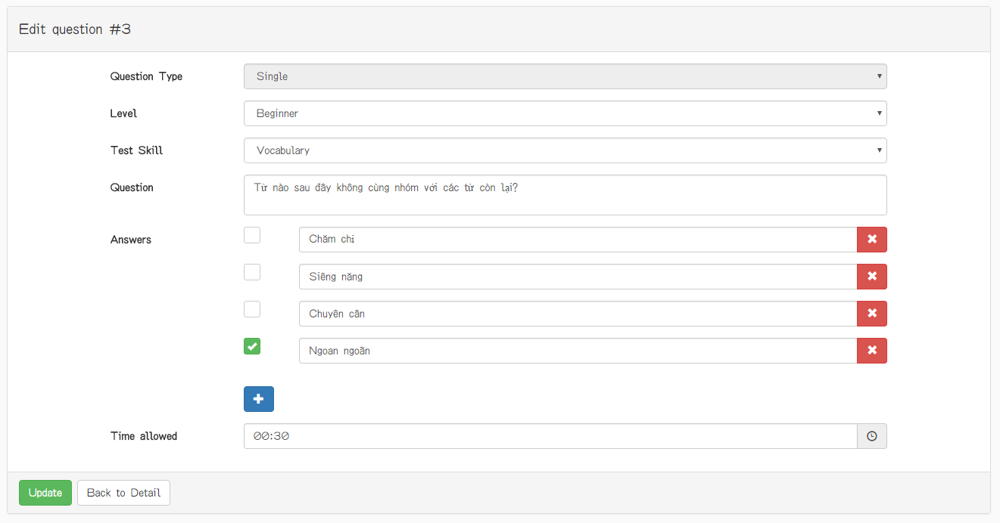 Edit question #3
Question Type
Single
Level
Beginner
Test Skill
Vocabulary
Question
Từ nào sau đây không cùng nhóm với các từ còn lại?
Answers
Chăm chỉ
Siêng năng
Chuyên cần
Ngoan ngoãn
Time allowed
00:30
Update
Back to Detail